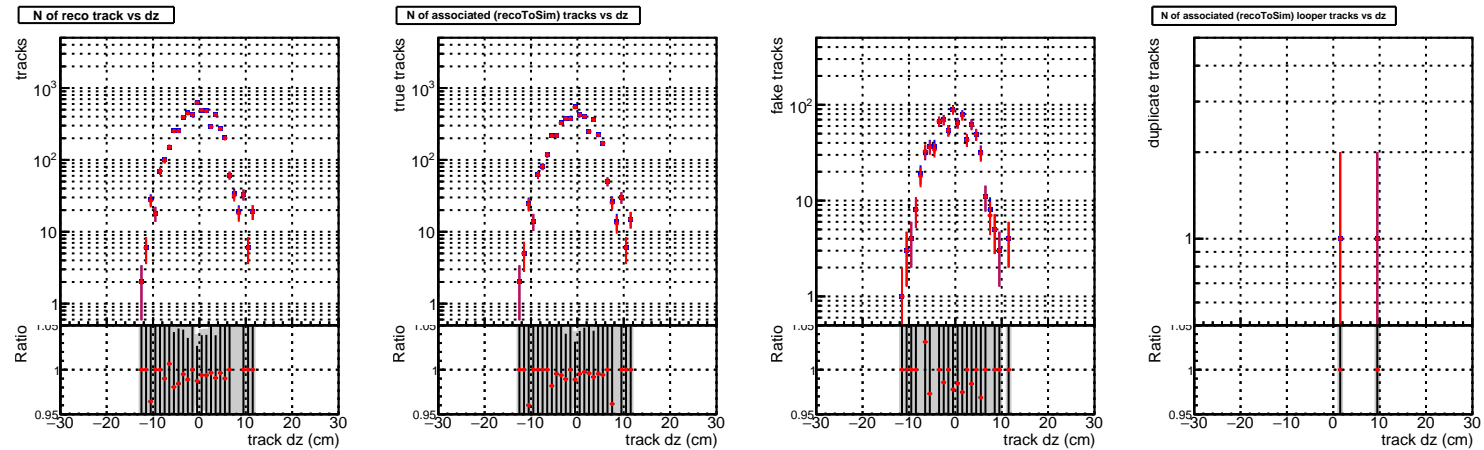 N of reco track vs dz
tracks
10³
10²
10
1
Ratio
1.05
1
0.95
−30 −20 −10 0 10 20 30
track dz (cm)
N of associated (recoToSim) tracks vs dz
true tracks
10³
10²
10
1
Ratio
1.05
1
0.95
−30 −20 −10 0 10 20 30
track dz (cm)
fake tracks
10²
10
1
Ratio
1.05
1
0.95
−30 −20 −10 0 10 20 30
track dz (cm)
N of associated (recoToSim) looper tracks vs dz
duplicate tracks
1
Ratio
1.05
1
0.95
−30 −20 −10 0 10 20 30
track dz (cm)